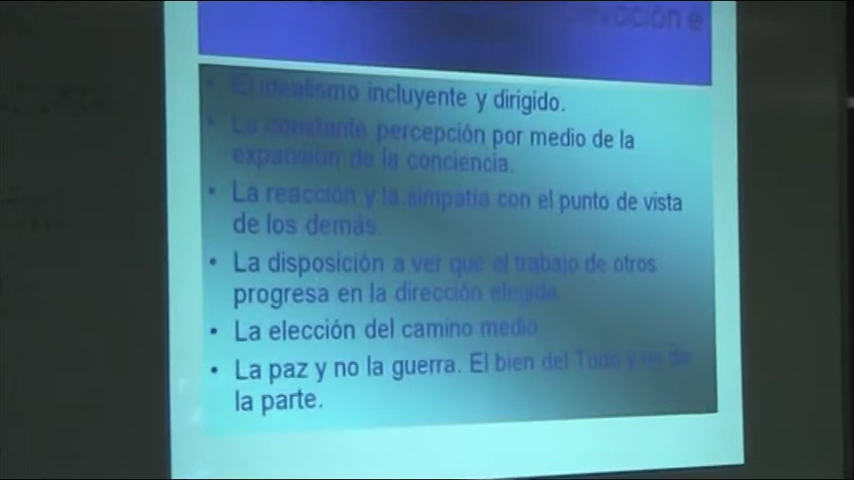 • El idealismo incluyente y dirigido.
• La constante percepción por medio de la
expansión de la conciencia.
• La reacción y la simpatía con el punto de vista
de los demás.
• La disposición a ver que el trabajo de otros
progresa en la dirección elegida.
• La elección del camino medio
• La paz y no la guerra. El bien del Todo y no de
la parte.